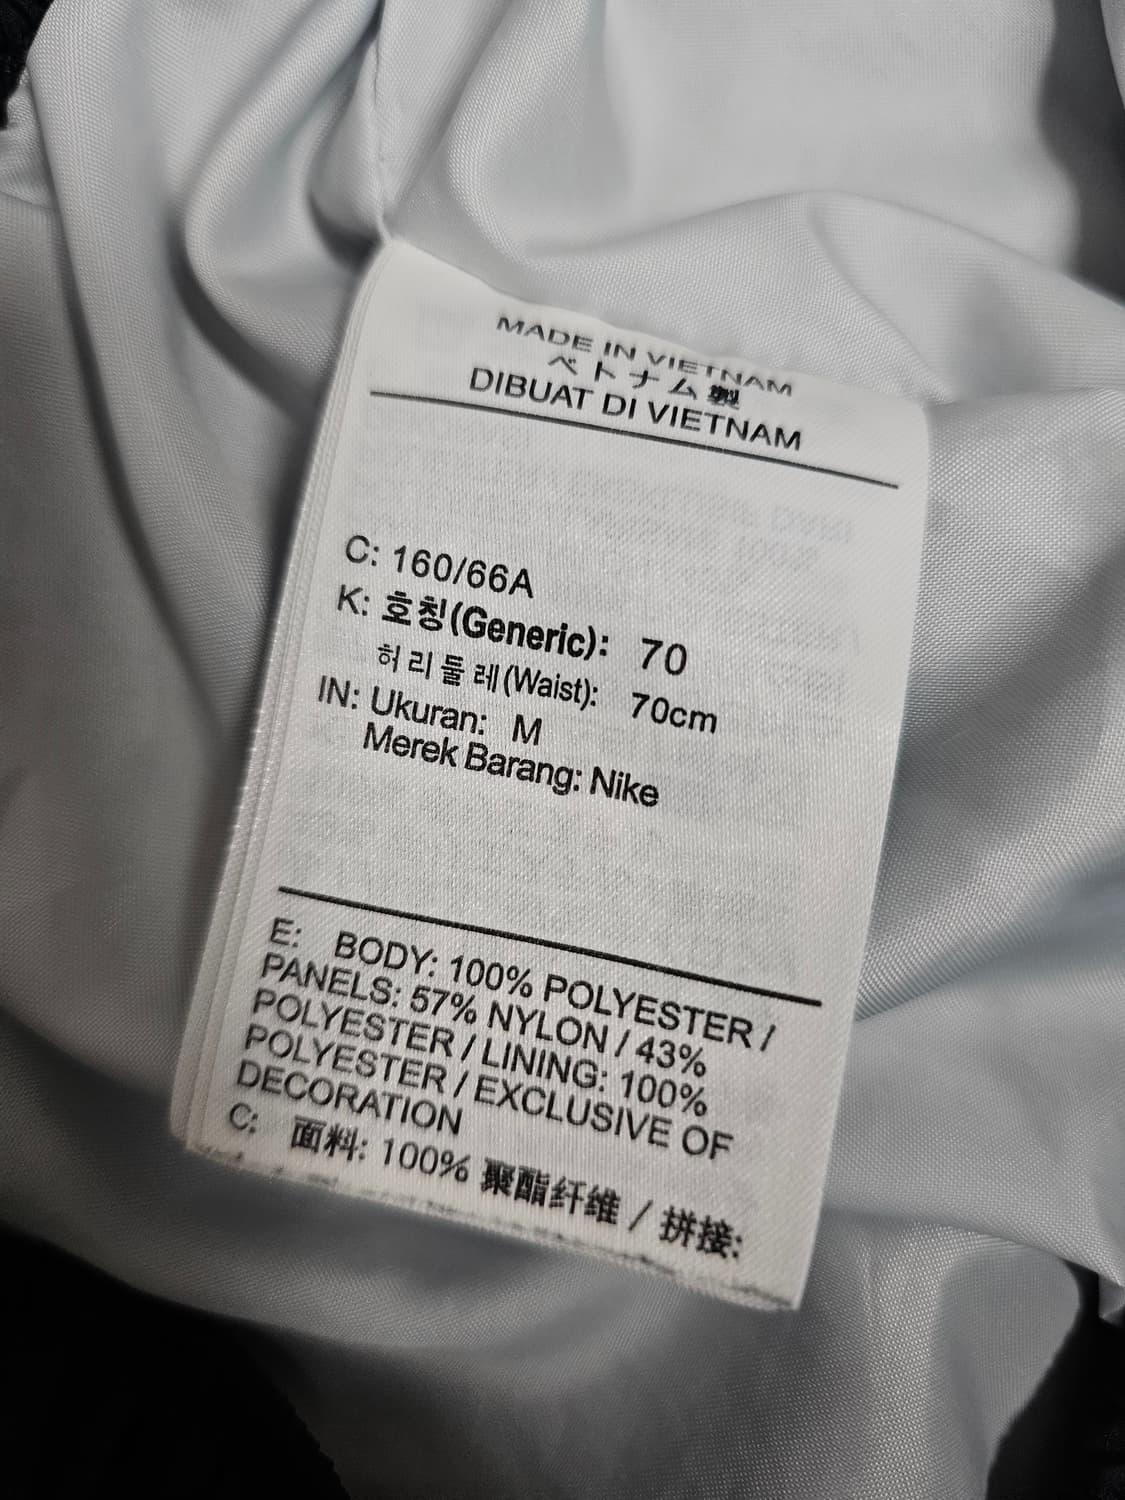 MADE IN VIETNAM
ベトナム製
DIBUAT DI VIETNAM
C: 160/66A
K: 호칭(Generic): 70
허리둘레(Waist): 70cm
IN: Ukuran: M
Merek Barang: Nike
E: BODY: 100% POLYESTER /
PANELS: 57% NYLON / 43%
POLYESTER / LINING: 100%
POLYESTER / EXCLUSIVE OF
DECORATION
C: 面料: 100% 聚酯纤维 / 拼接: